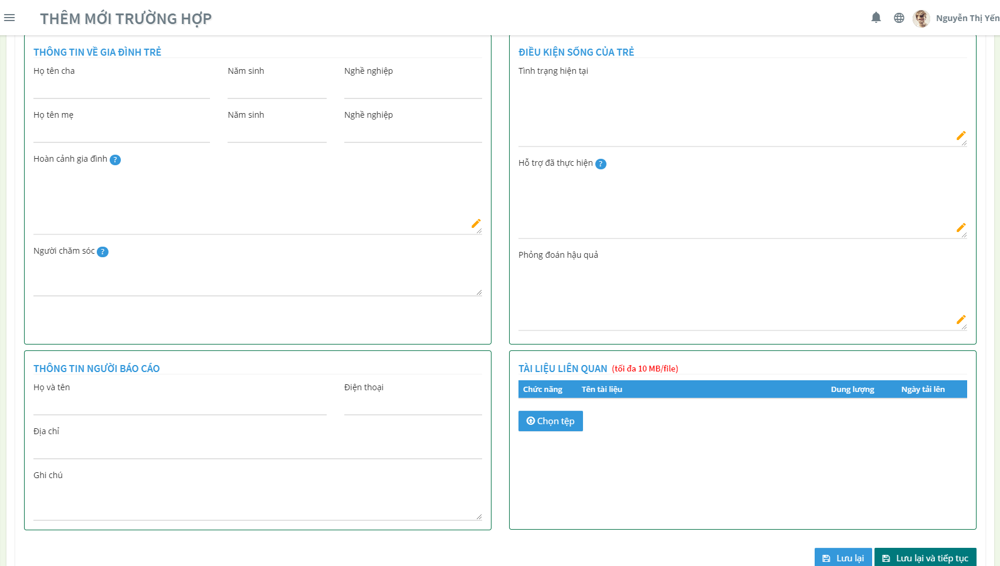 THÊM MỚI TRƯỜNG HỢP
Nguyễn Thị Yến
THÔNG TIN VỀ GIA ĐÌNH TRẺ
Họ tên cha Năm sinh Nghề nghiệp
Họ tên mẹ Năm sinh Nghề nghiệp
Hoàn cảnh gia đình ?
Người chăm sóc ?
ĐIỀU KIỆN SỐNG CỦA TRẺ
Tình trạng hiện tại
Hỗ trợ đã thực hiện ?
Phỏng đoán hậu quả
THÔNG TIN NGƯỜI BÁO CÁO
Họ và tên Điện thoại
Địa chỉ
Ghi chú
TÀI LIỆU LIÊN QUAN (tối đa 10 MB/file)
Chức năng Tên tài liệu Dung lượng Ngày tải lên
Chọn tệp
Lưu lại Lưu lại và tiếp tục